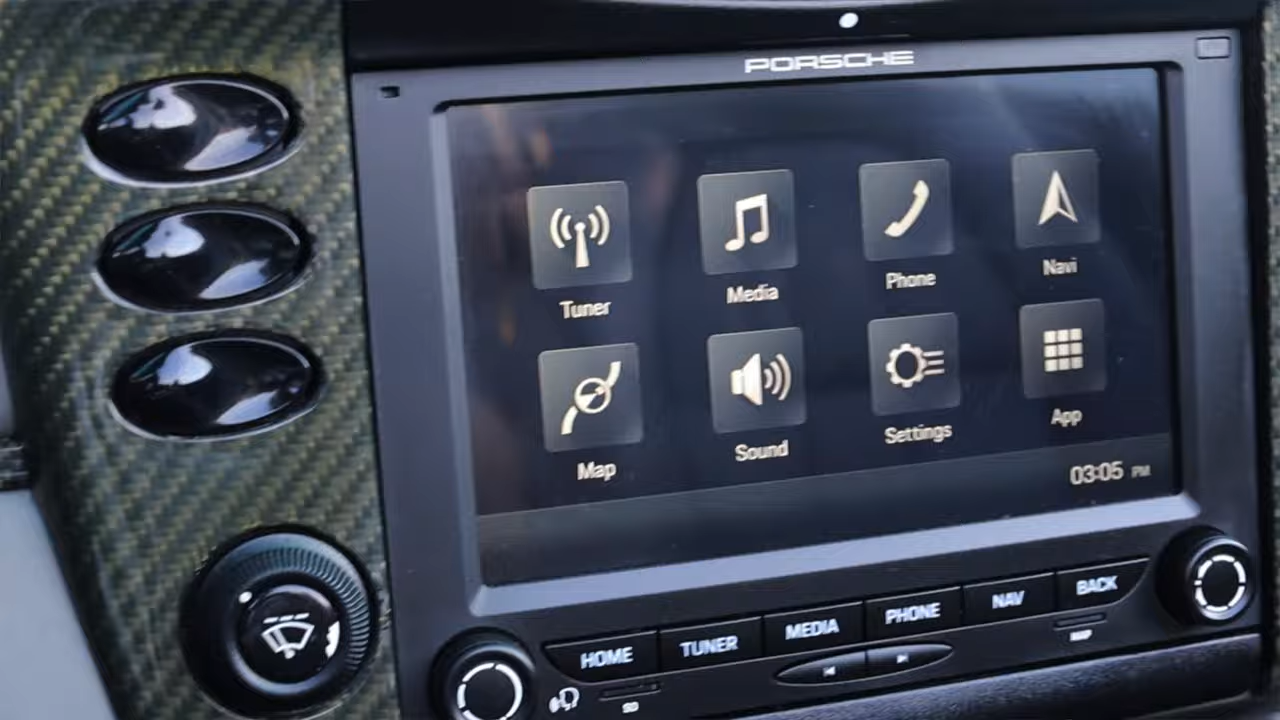 PORSCHE
Tuner Media Phone Navi
Map Sound Settings App
03:05 PM
HOME TUNER MEDIA PHONE NAV BACK
SD MAP